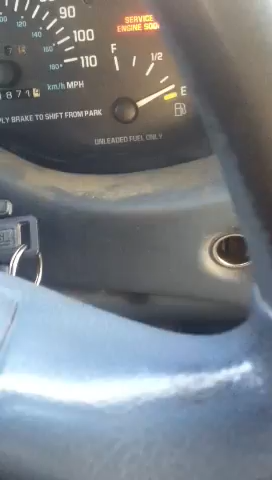 90
100
110
120
140
160
180
km/h MPH
SERVICE
ENGINE SOON
F
1/2
E
871
PLY BRAKE TO SHIFT FROM PARK
UNLEADED FUEL ONLY